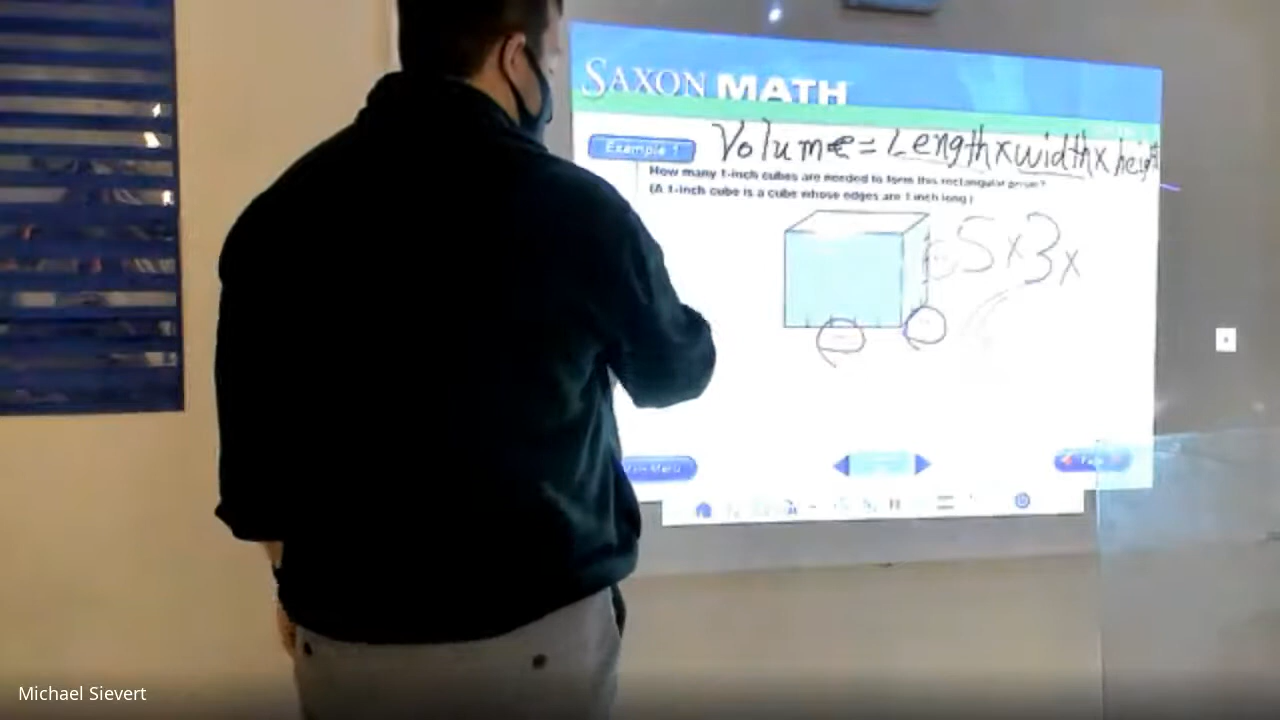 SAXON MATH
Example 1
Volume = Length x width x heigh
How many 1-inch cubes are needed to form this rectangular prism?
(A 1-inch cube is a cube whose edges are 1 inch long.)
5 x 3 x
Main Menu
Michael Sievert